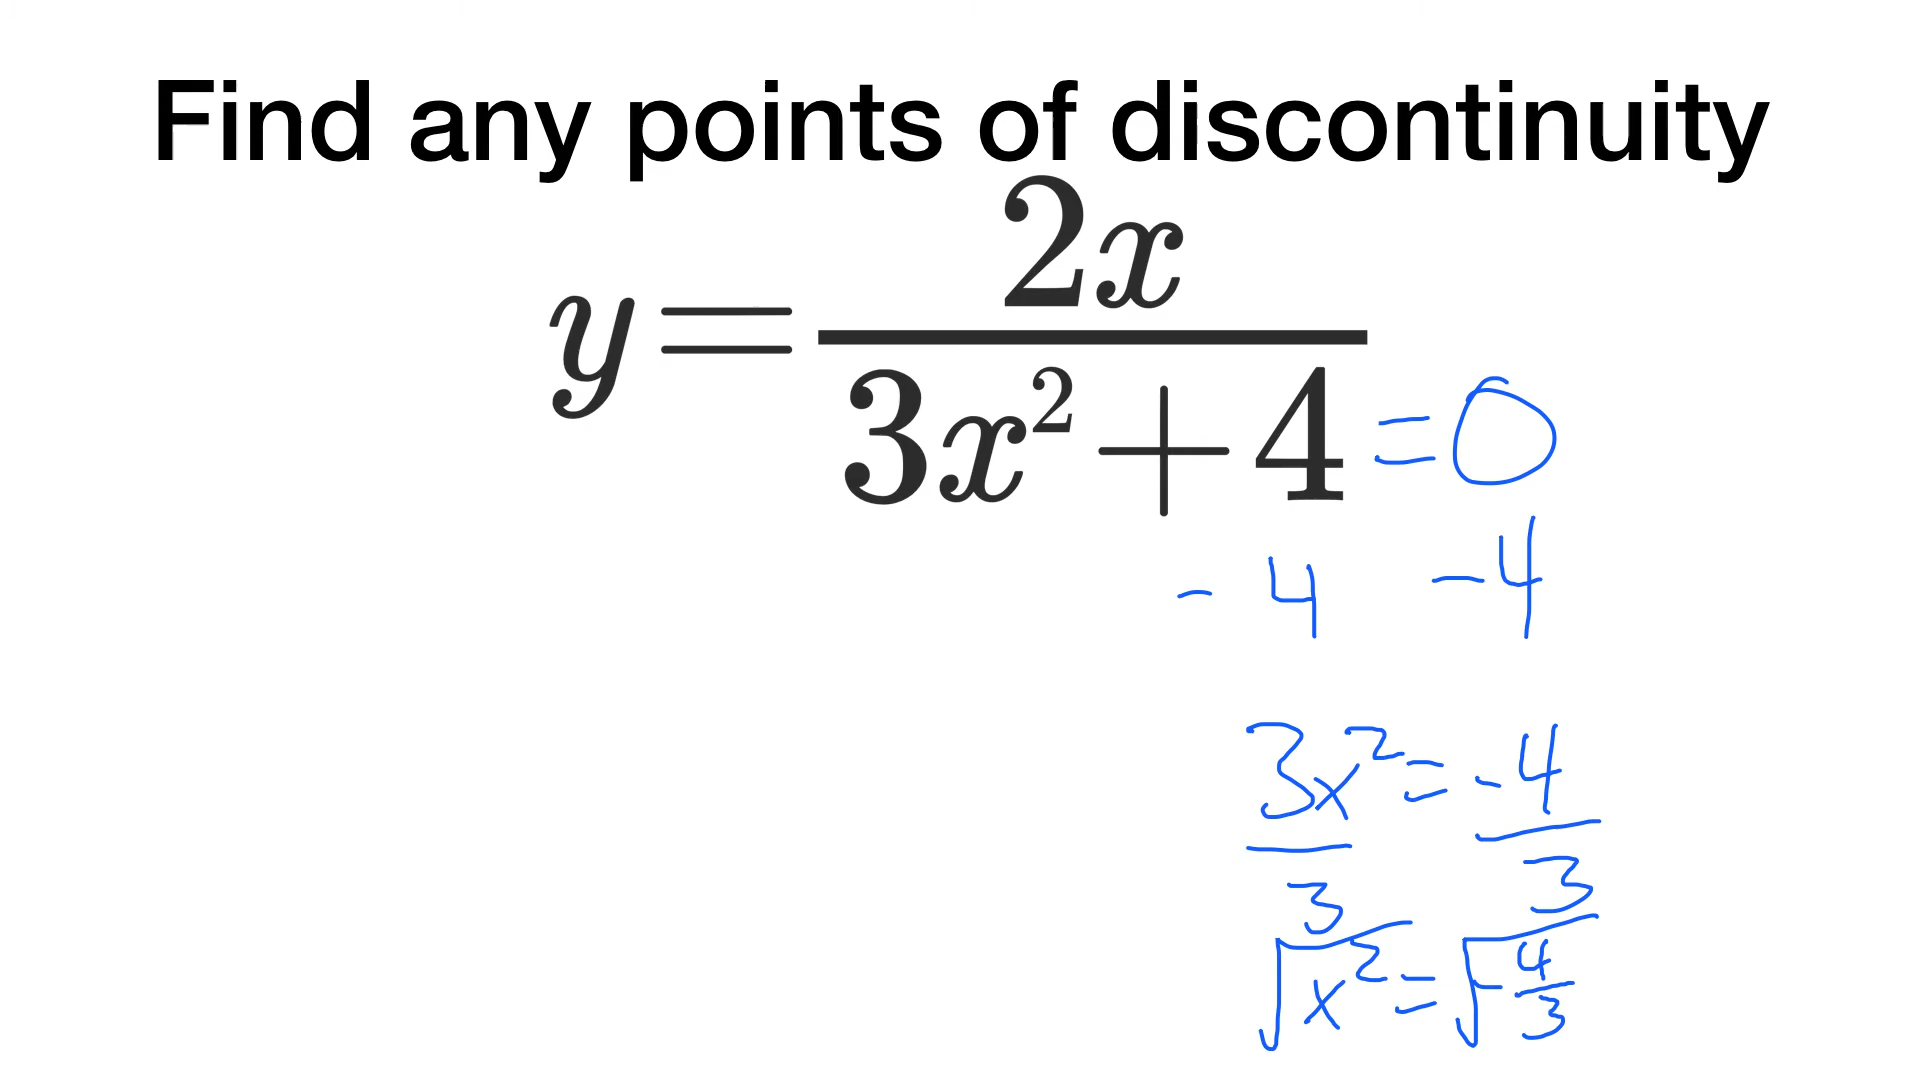 Find any points of discontinuity
y = 2x / 3x² + 4 = 0
- 4 - 4
3x² = - 4
3 3
√x² = √- 4/3